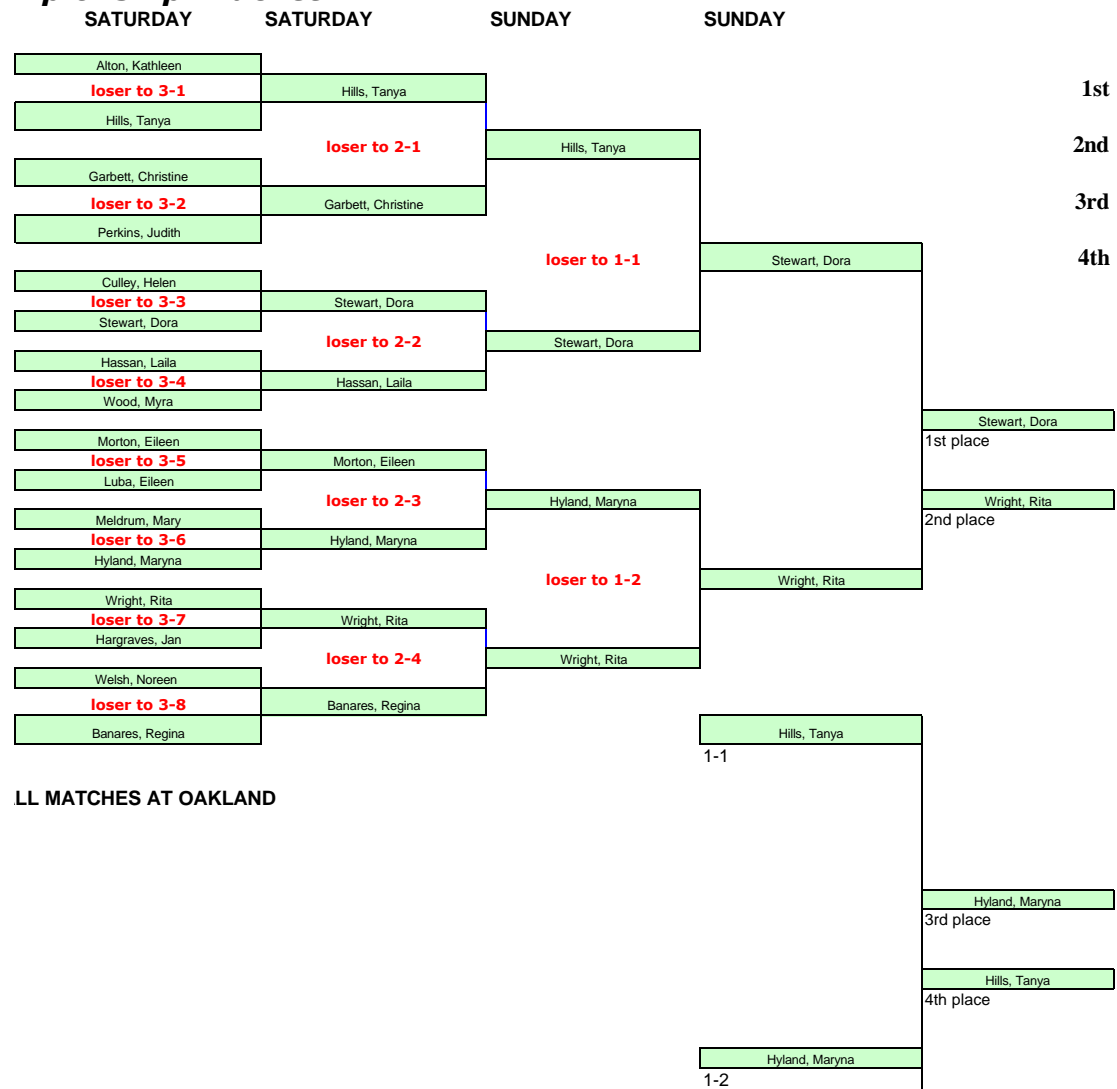 SATURDAY SATURDAY SUNDAY SUNDAY
Alton, Kathleen
loser to 3-1 Hills, Tanya 1st
Hills, Tanya
loser to 2-1 Hills, Tanya 2nd
Garbett, Christine
loser to 3-2 Garbett, Christine 3rd
Perkins, Judith
loser to 1-1 Stewart, Dora 4th
Culley, Helen
loser to 3-3 Stewart, Dora
Stewart, Dora
loser to 2-2 Stewart, Dora
Hassan, Laila
loser to 3-4 Hassan, Laila
Wood, Myra
Stewart, Dora
Morton, Eileen 1st place
loser to 3-5 Morton, Eileen
Luba, Eileen
loser to 2-3 Hyland, Maryna Wright, Rita
Meldrum, Mary 2nd place
loser to 3-6 Hyland, Maryna
Hyland, Maryna
loser to 1-2 Wright, Rita
Wright, Rita
loser to 3-7 Wright, Rita
Hargraves, Jan
loser to 2-4 Wright, Rita
Welsh, Noreen
loser to 3-8 Banares, Regina
Banares, Regina Hills, Tanya
1-1
LL MATCHES AT OAKLAND
Hyland, Maryna
3rd place
Hills, Tanya
4th place
Hyland, Maryna
1-2